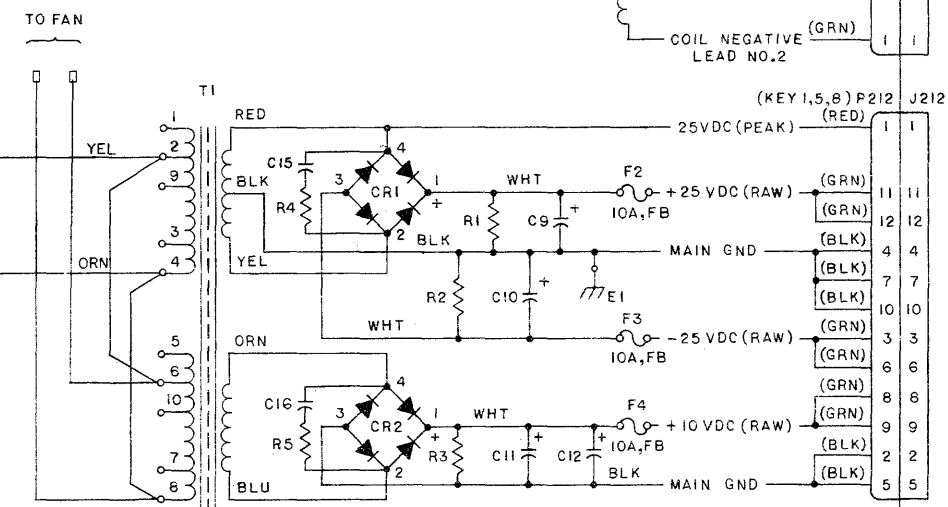 TO FAN
COIL NEGATIVE (GRN) 1 1
LEAD NO.2
T1
(KEY 1,5,8) P212 J212
1 RED 4 25VDC (PEAK) (RED) 1 1
YEL 2
9 C15 BLK 3 CR1 1 + WHT F2 +25 VDC (RAW) (GRN) 11 11
R4 R1 C9 + 10A, FB (GRN) 12 12
3 2
ORN 4 YEL BLK MAIN GND (BLK) 4 4
R2 C10 + E1 (BLK) 7 7
(BLK) 10 10
WHT F3 -25 VDC (RAW) (GRN) 3 3
5 ORN 10A, FB (GRN) 6 6
6 4 (GRN) 8 8
10 C16 3 CR2 1 + WHT F4 +10 VDC (RAW) (GRN) 9 9
R5 R3 C11 + C12 + 10A, FB (BLK) 2 2
7 2 BLK
8 BLU MAIN GND (BLK) 5 5